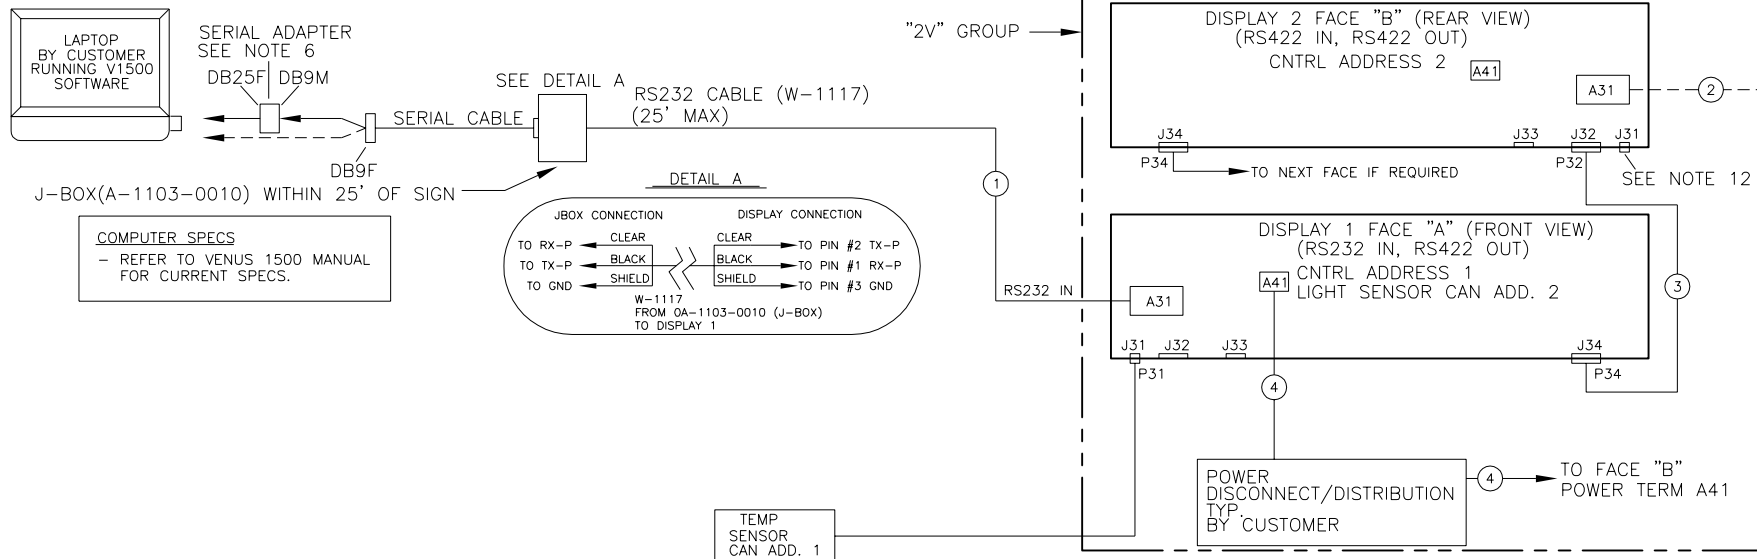 LAPTOP
BY CUSTOMER
RUNNING V1500
SOFTWARE
SERIAL ADAPTER
SEE NOTE 6
DB25F DB9M
SERIAL CABLE
DB9F
SEE DETAIL A
RS232 CABLE (W-1117)
(25' MAX)
J-BOX(A-1103-0010) WITHIN 25' OF SIGN
COMPUTER SPECS
- REFER TO VENUS 1500 MANUAL
FOR CURRENT SPECS.
DETAIL A
JBOX CONNECTION DISPLAY CONNECTION
TO RX-P CLEAR CLEAR TO PIN #2 TX-P
TO TX-P BLACK BLACK TO PIN #1 RX-P
TO GND SHIELD SHIELD TO PIN #3 GND
W-1117
FROM 0A-1103-0010 (J-BOX)
TO DISPLAY 1
1
RS232 IN
"2V" GROUP
DISPLAY 2 FACE "B" (REAR VIEW)
(RS422 IN, RS422 OUT)
CNTRL ADDRESS 2
A41
A31
2
J34 J33 J32 J31
P34 P32
TO NEXT FACE IF REQUIRED
SEE NOTE 12
DISPLAY 1 FACE "A" (FRONT VIEW)
(RS232 IN, RS422 OUT)
CNTRL ADDRESS 1
LIGHT SENSOR CAN ADD. 2
A41
A31
3
J31 J32 J33 J34
P31 P34
4
POWER
DISCONNECT/DISTRIBUTION
TYP.
BY CUSTOMER
4
TO FACE "B"
POWER TERM A41
TEMP
SENSOR
CAN ADD. 1